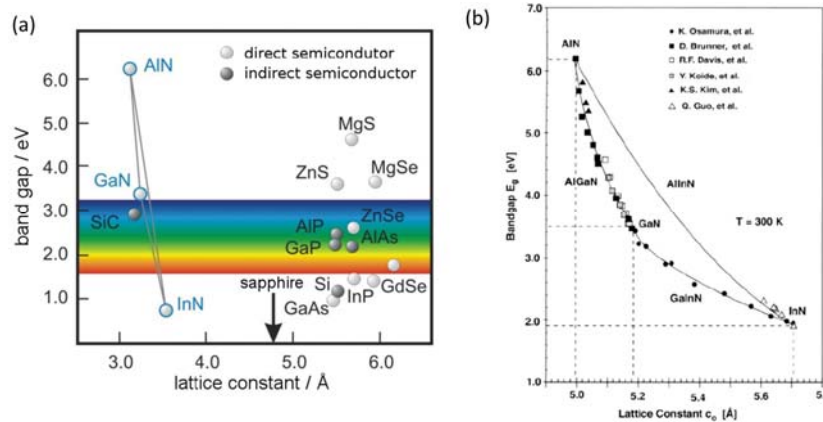 (a)
direct semicondutor
indirect semiconductor
6.0
5.0
4.0
3.0
2.0
1.0
band gap / eV
AlN
MgS
ZnS
MgSe
GaN
SiC
AlP
ZnSe
GaP
AlAs
sapphire
Si
InP
GdSe
GaAs
InN
3.0
4.0
5.0
6.0
lattice constant / Å
(b)
K. Osamura, et al.
D. Brunner, et al.
R.F. Davis, et al.
Y. Koide, et al.
K.S. Kim, et al.
Q. Guo, et al.
7.0
6.0
5.0
4.0
3.0
2.0
1.0
Bandgap Eg [eV]
AlN
AlGaN
AlInN
GaN
T = 300 K
GaInN
InN
5.0
5.2
5.4
5.6
5.
Lattice Constant co [Å]